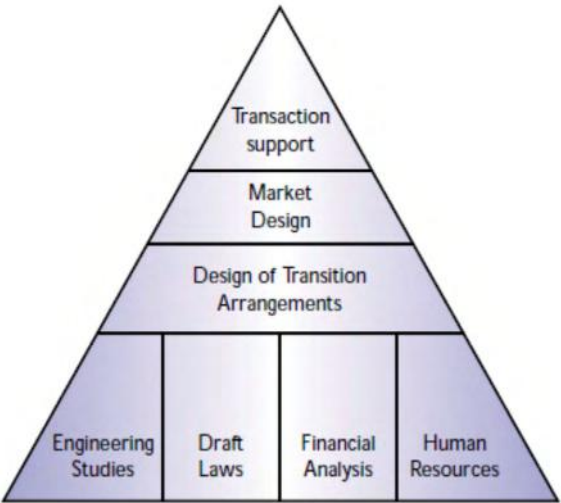 Transaction
support
Market
Design
Design of Transition
Arrangements
Engineering
Studies
Draft
Laws
Financial
Analysis
Human
Resources